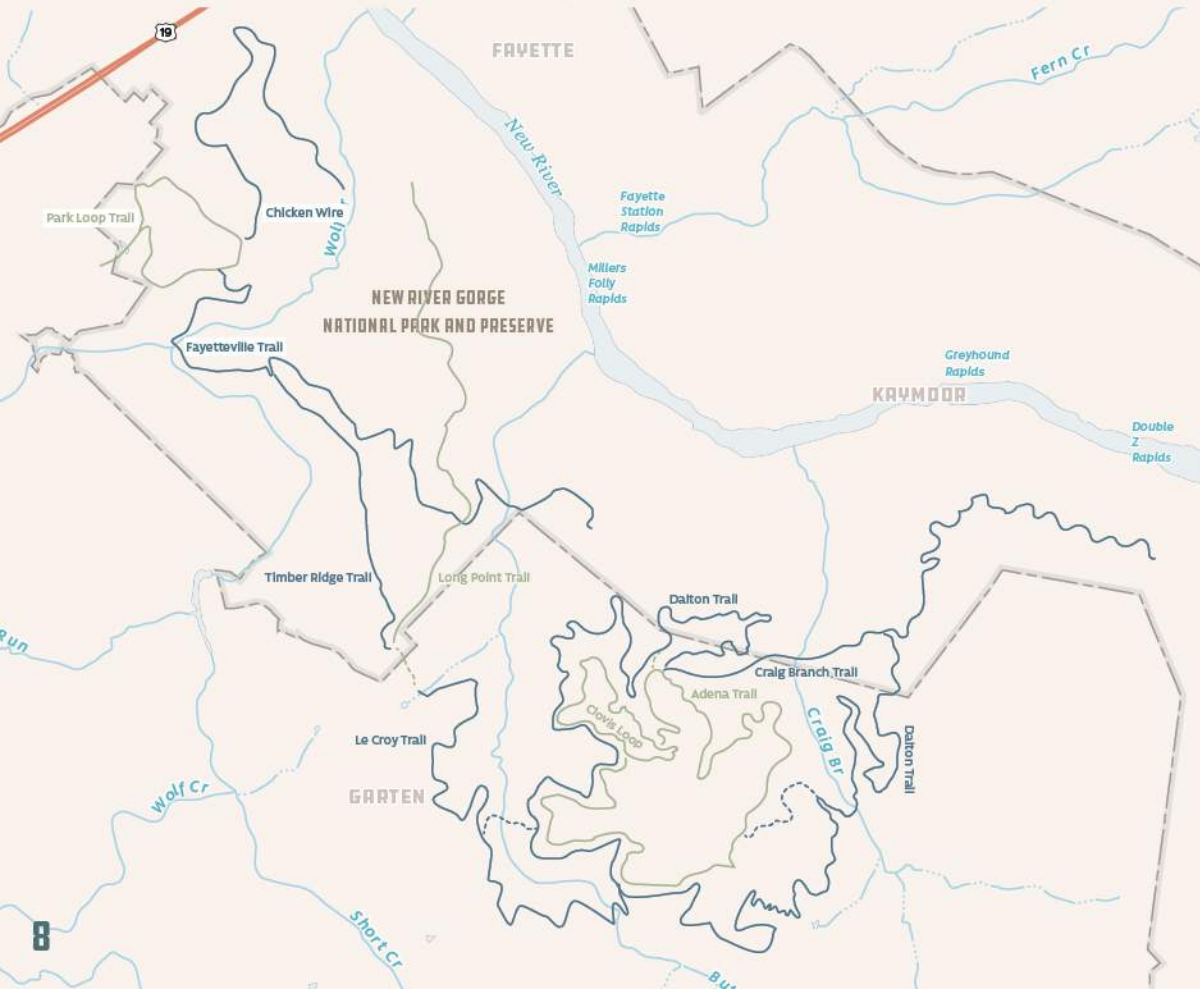 19
FAYETTE
Fern Cr
New River
Fayette
Station
Rapids
Park Loop Trail
Chicken Wire
Millers
Folly
Rapids
NEW RIVER GORGE
NATIONAL PARK AND PRESERVE
Fayetteville Trail
Greyhound
Rapids
KAYMOOR
Double
Z
Rapids
Timber Ridge Trail
Long Point Trail
Dalton Trail
Run
Craig Branch Trail
Adena Trail
Clovis Loop
Le Croy Trail
Craig Br
Dalton Trail
Wolf Cr
GARTEN
8
Short Cr